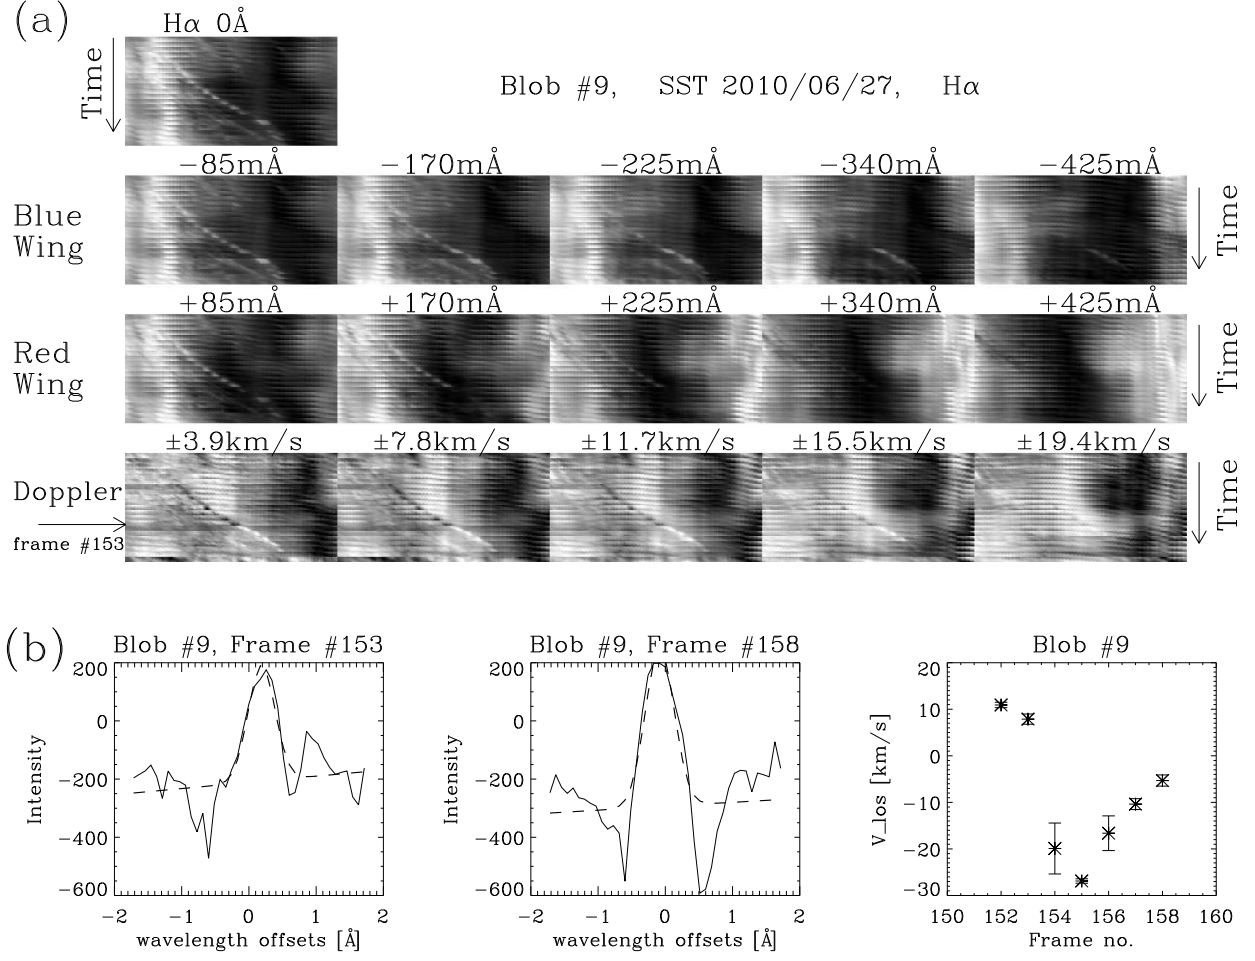 (a)
Hα 0Å
Time
Blob #9, SST 2010/06/27, Hα
−85mÅ −170mÅ −225mÅ −340mÅ −425mÅ
Blue
Wing
Time
+85mÅ +170mÅ +225mÅ +340mÅ +425mÅ
Red
Wing
Time
±3.9km/s ±7.8km/s ±11.7km/s ±15.5km/s ±19.4km/s
Doppler
frame #153
Time
(b)
Blob #9, Frame #153
200
0
−200
−400
−600
Intensity
−2 −1 0 1 2
wavelength offsets [Å]
Blob #9, Frame #158
200
0
−200
−400
−600
Intensity
−2 −1 0 1 2
wavelength offsets [Å]
Blob #9
20
10
0
−10
−20
−30
V_los [km/s]
150 152 154 156 158 160
Frame no.